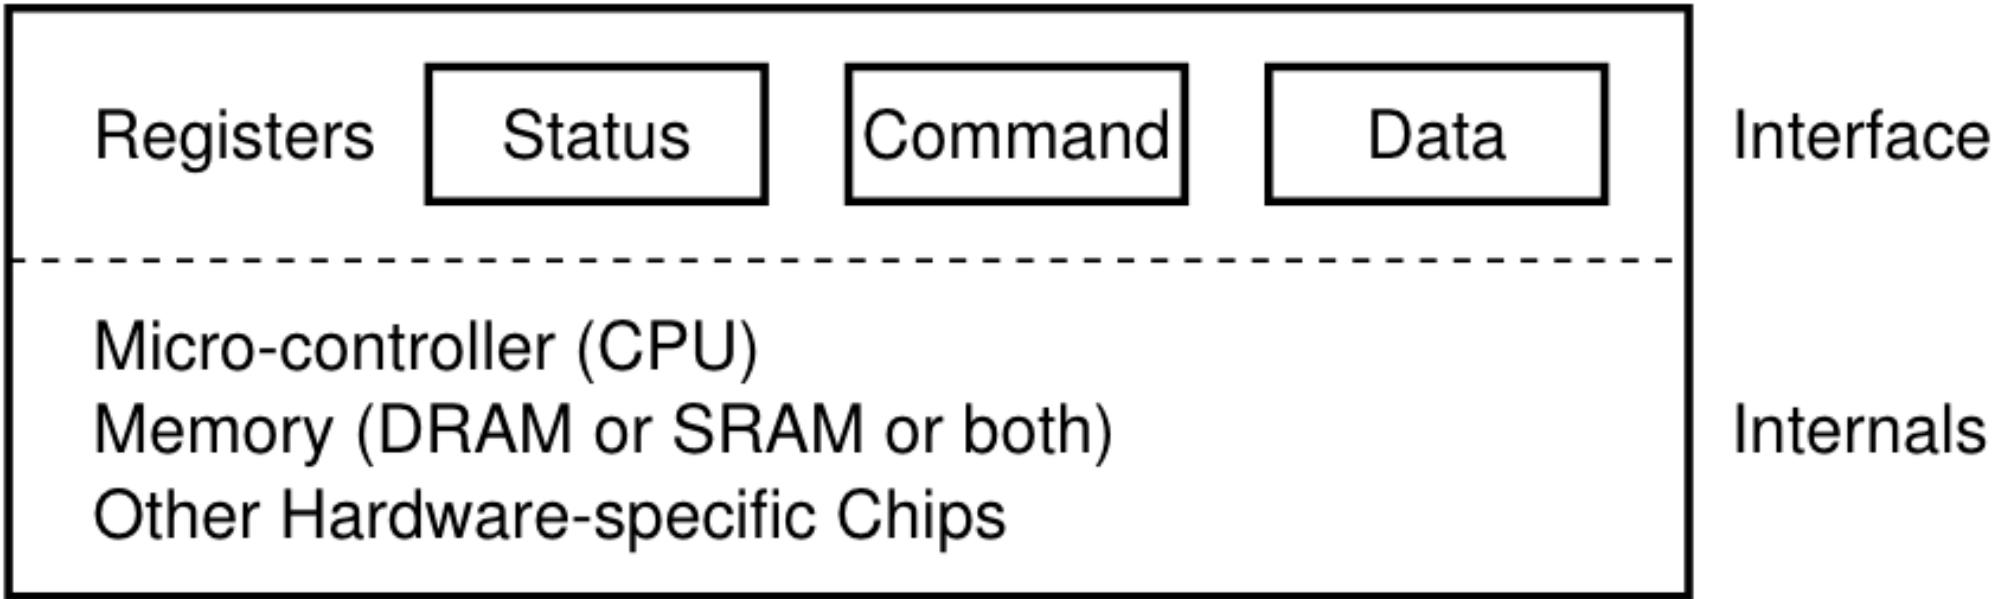 Registers Status Command Data Interface
Micro-controller (CPU)
Memory (DRAM or SRAM or both) Internals
Other Hardware-specific Chips